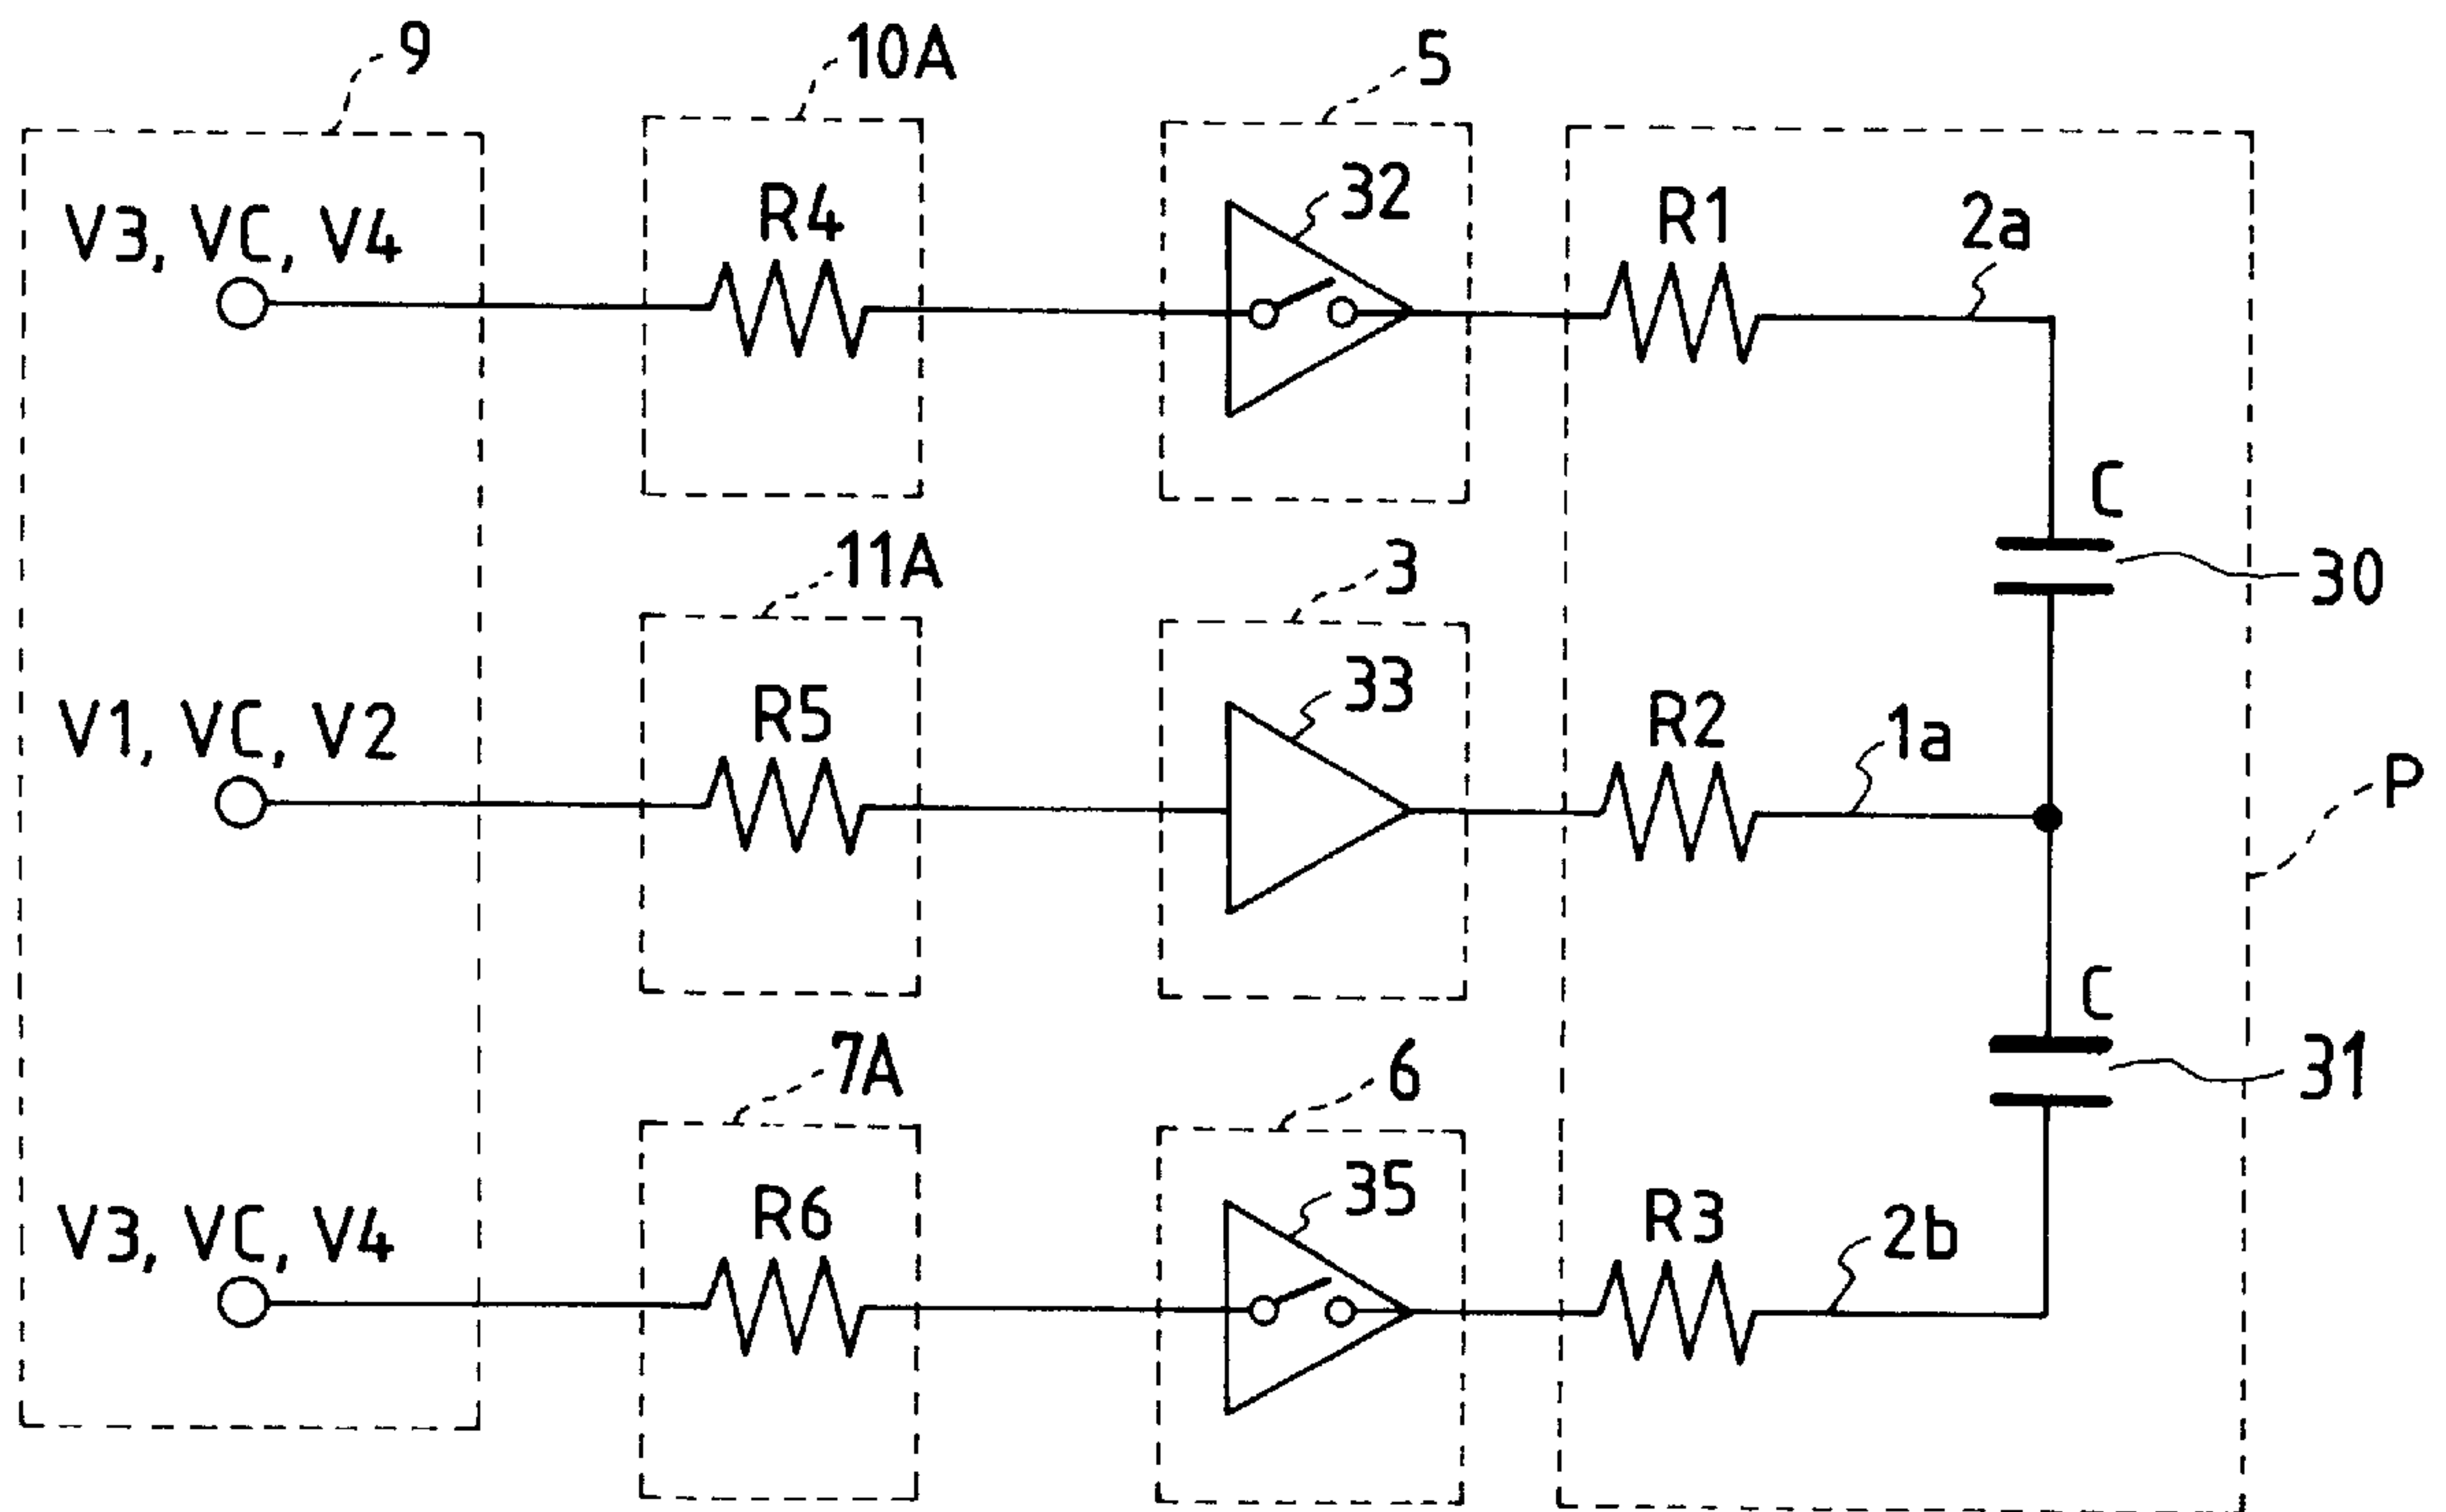 9
10A
5
V3, VC, V4
R4
32
R1
2a
C
30
11A
3
V1, VC, V2
R5
33
R2
1a
P
C
31
7A
6
V3, VC, V4
R6
35
R3
2b